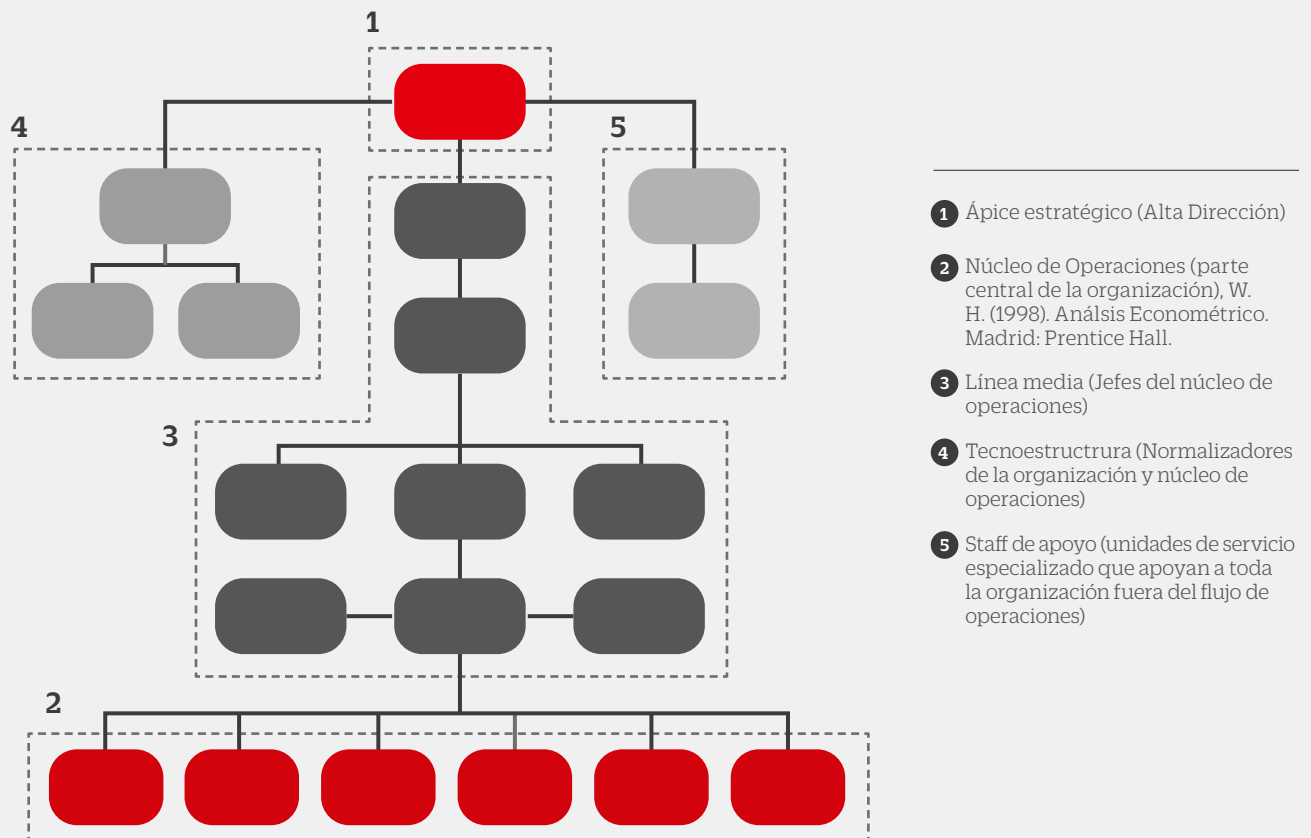 1
4
5
3
2
1 Ápice estratégico (Alta Dirección)
2 Núcleo de Operaciones (parte
central de la organización), W.
H. (1998). Análsis Econométrico.
Madrid: Prentice Hall.
3 Línea media (Jefes del núcleo de
operaciones)
4 Tecnoestructrura (Normalizadores
de la organización y núcleo de
operaciones)
5 Staff de apoyo (unidades de servicio
especializado que apoyan a toda
la organización fuera del flujo de
operaciones)